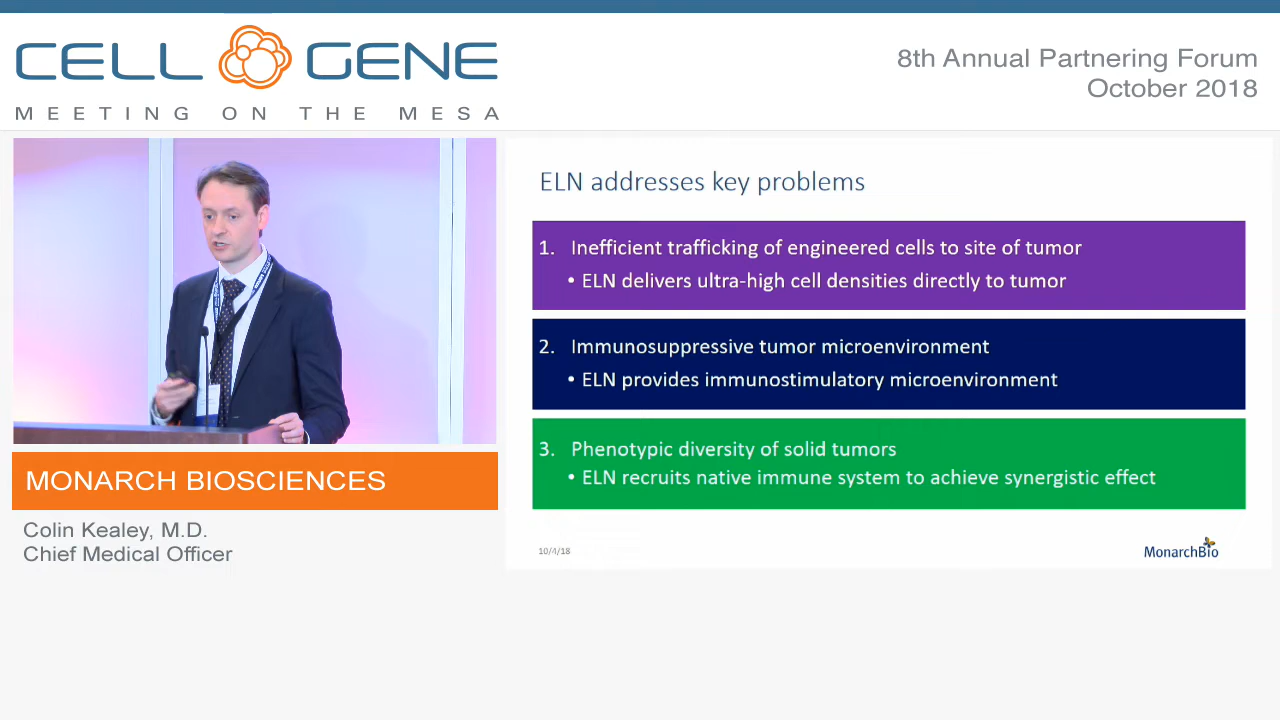 CELL GENE
MEETING ON THE MESA
8th Annual Partnering Forum
October 2018
ELN addresses key problems
1. Inefficient trafficking of engineered cells to site of tumor
• ELN delivers ultra-high cell densities directly to tumor
2. Immunosuppressive tumor microenvironment
• ELN provides immunostimulatory microenvironment
3. Phenotypic diversity of solid tumors
• ELN recruits native immune system to achieve synergistic effect
10/4/18
MonarchBio
MONARCH BIOSCIENCES
Colin Kealey, M.D.
Chief Medical Officer